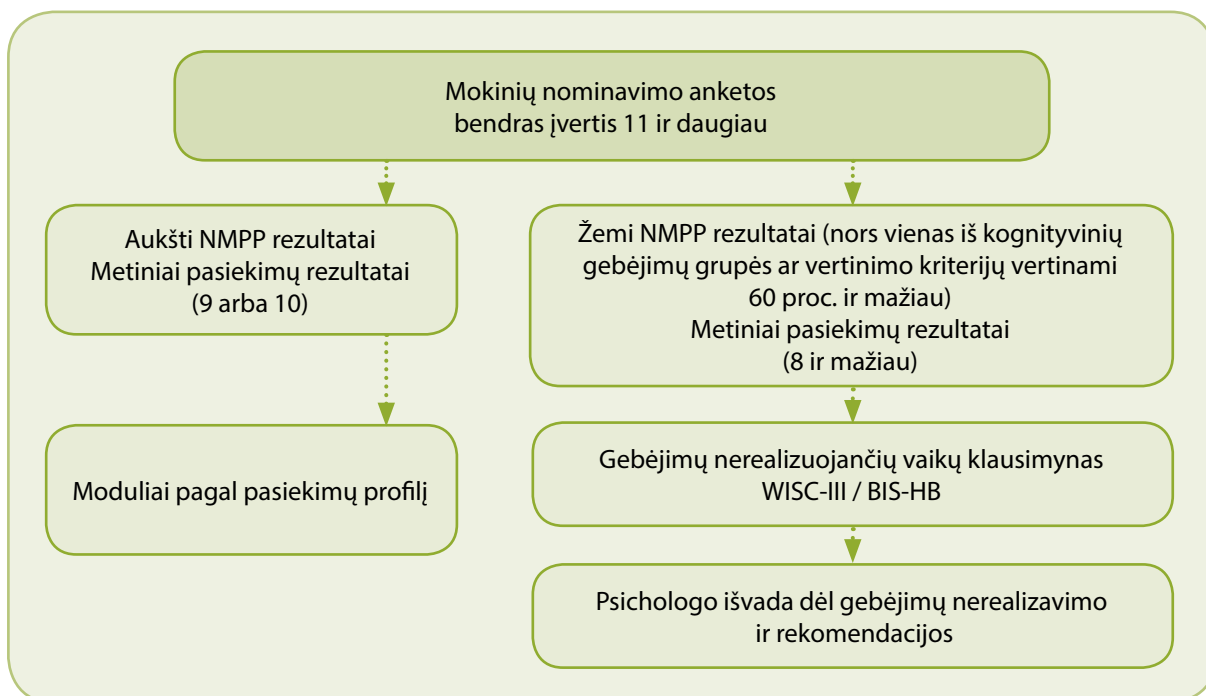 Mokinių nominavimo anketos
bendras įvertis 11 ir daugiau
Aukšti NMPP rezultatai
Metiniai pasiekimų rezultatai
(9 arba 10)
Moduliai pagal pasiekimų profilį
Žemi NMPP rezultatai (nors vienas iš kognityvinių
gebėjimų grupės ar vertinimo kriterijų vertinami
60 proc. ir mažiau)
Metiniai pasiekimų rezultatai
(8 ir mažiau)
Gebėjimų nerealizuojančių vaikų klausimynas
WISC-III / BIS-HB
Psichologo išvada dėl gebėjimų nerealizavimo
ir rekomendacijos